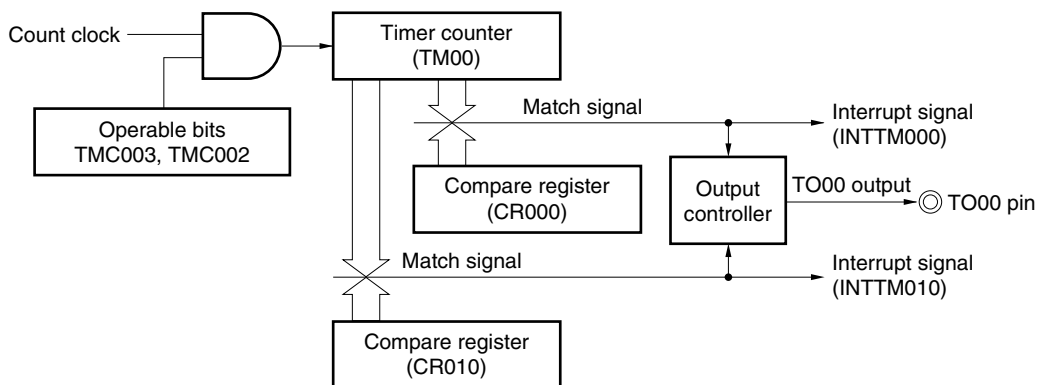 Count clock
Timer counter
(TM00)
Operable bits
TMC003, TMC002
Match signal
Interrupt signal
(INTTM000)
Compare register
(CR000)
Output
controller
TO00 output
TO00 pin
Match signal
Interrupt signal
(INTTM010)
Compare register
(CR010)